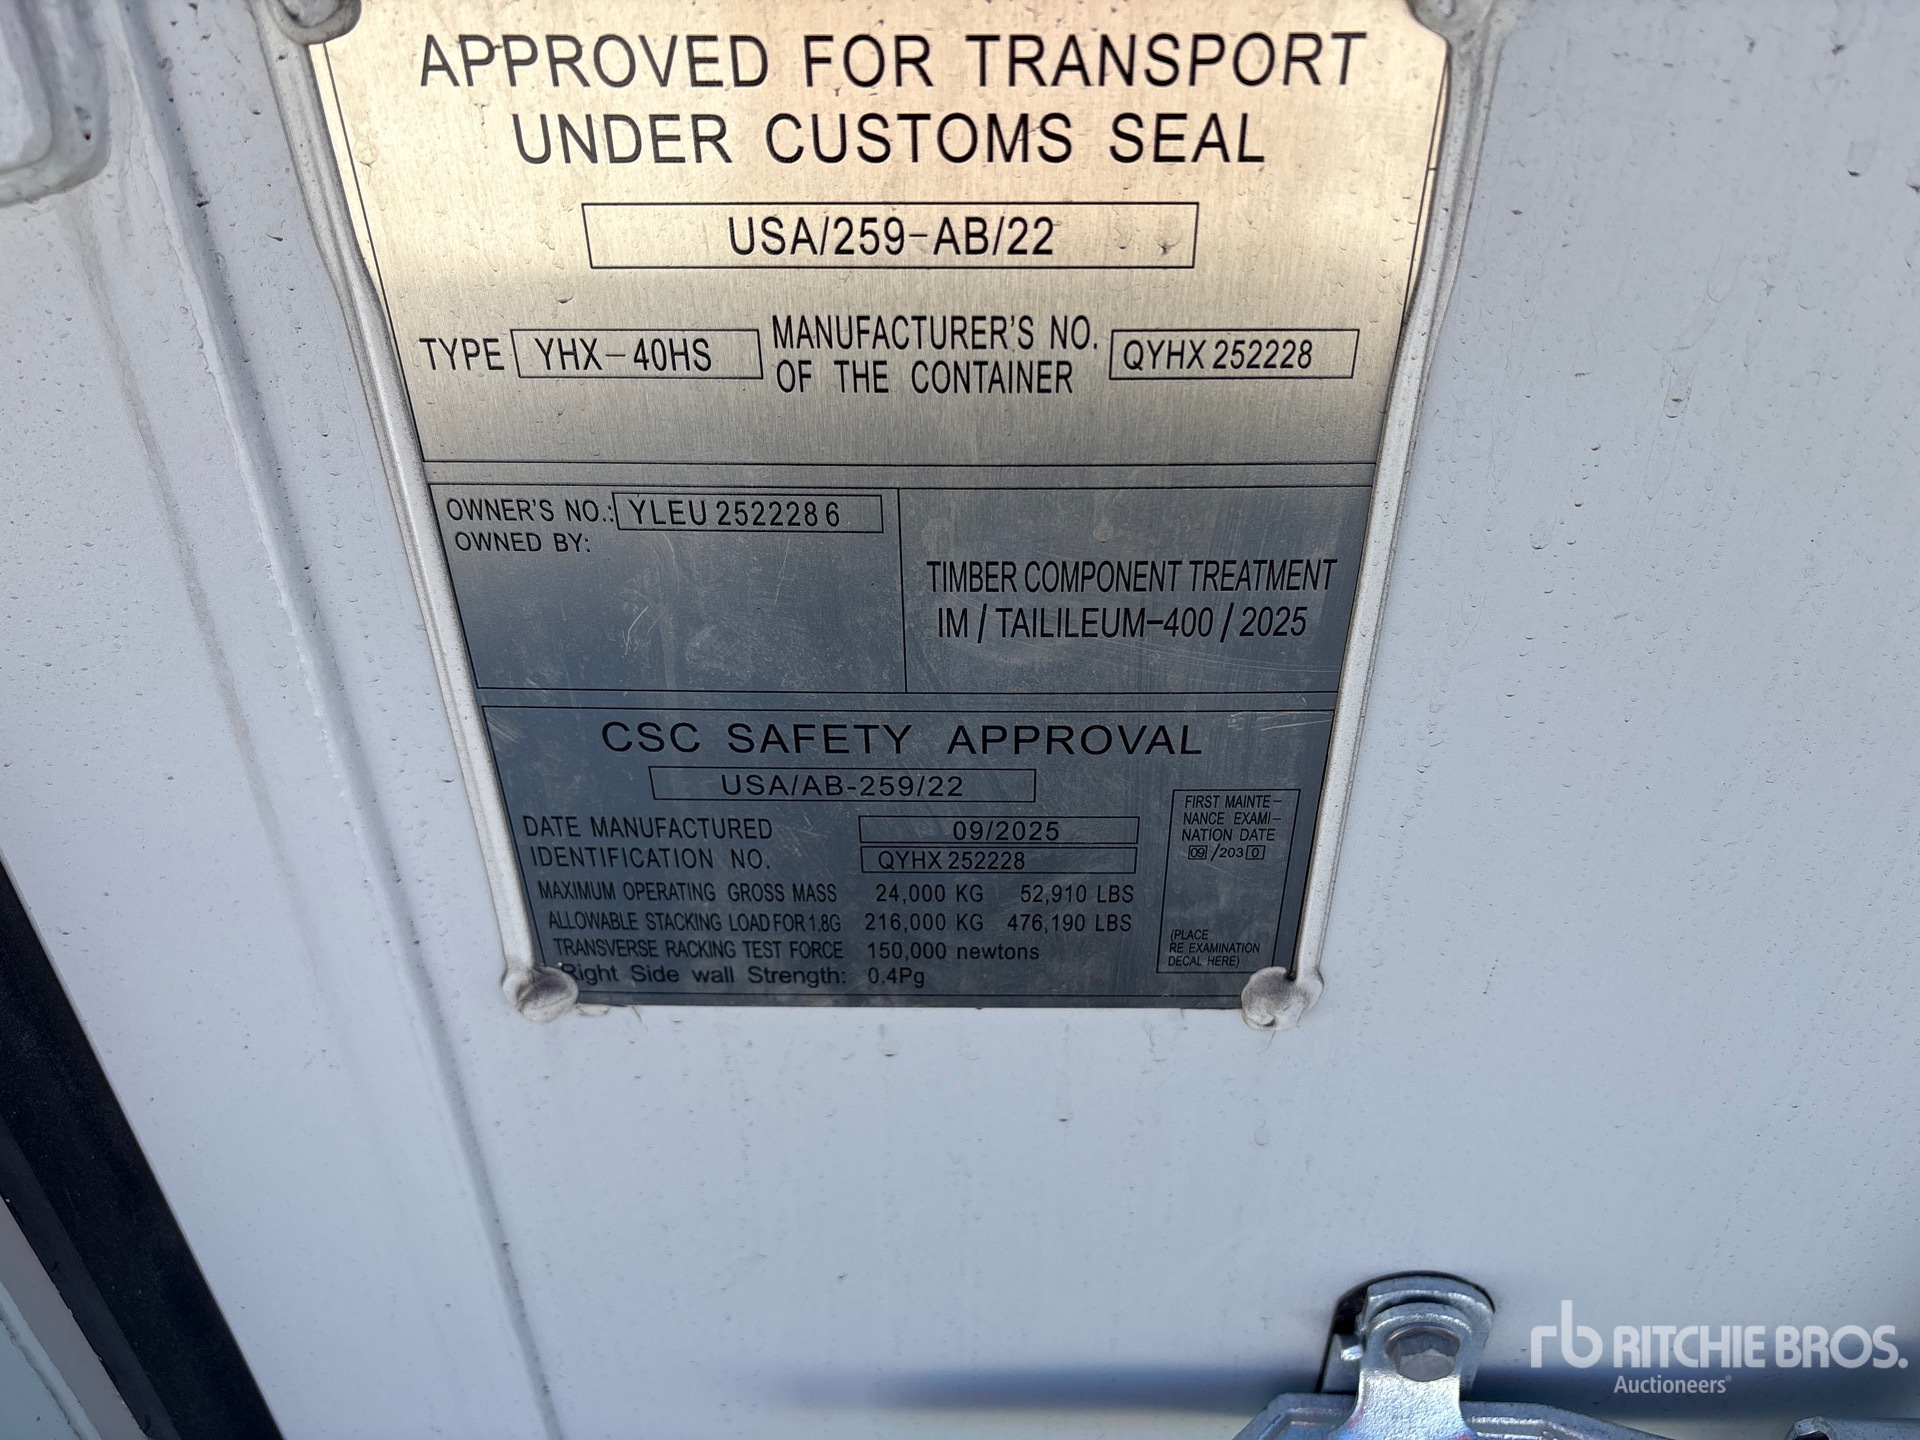 APPROVED FOR TRANSPORT
UNDER CUSTOMS SEAL
USA/259-AB/22
TYPE YHX-40HS MANUFACTURER'S NO. OF THE CONTAINER QYHX 252228
OWNER'S NO.: YLEU 2522286
OWNED BY:
TIMBER COMPONENT TREATMENT
IM / TAILILEUM-400 / 2025
CSC SAFETY APPROVAL
USA/AB-259/22
DATE MANUFACTURED 09/2025
IDENTIFICATION NO. QYHX 252228
MAXIMUM OPERATING GROSS MASS 24,000 KG 52,910 LBS
ALLOWABLE STACKING LOAD FOR 1.8G 216,000 KG 476,190 LBS
TRANSVERSE RACKING TEST FORCE 150,000 newtons
Right Side wall Strength: 0.4Pg
FIRST MAINTE-
NANCE EXAMI-
NATION DATE
09 /2030
(PLACE
RE EXAMINATION
DECAL HERE)
rb RITCHIE BROS.
Auctioneers